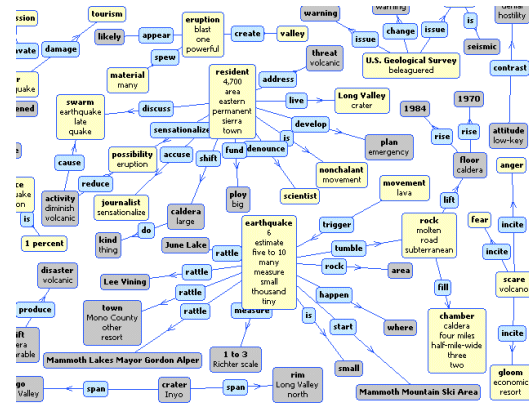 ssion
tourism
likely
appear
eruption
blast
one
powerful
create
valley
warning
issue
warning
change
issue
rise
is
seismic
denial
hostility
damage
spew
material
many
threat
volcanic
U.S. Geological Survey
beleaguered
contrast
resident
4,700
area
eastern
permanent
sierra
town
address
live
Long Valley
crater
1984
1970
rise
rise
attitude
low-key
swarm
earthquake
late
quake
discuss
sensationalize
develop
is
plan
emergency
cause
possibility
eruption
accuse
shift
fund
denounce
nonchalant
movement
floor
caldera
anger
reduce
activity
diminish
volcanic
journalist
sensationalize
ploy
big
scientist
movement
lava
lift
incite
is
1 percent
do
kind
thing
caldera
large
earthquake
6
estimate
five to 10
many
measure
small
thousand
tiny
trigger
rock
molten
road
subterranean
fear
incite
June Lake
rattle
tumble
rock
area
disaster
volcanic
Lee Vining
rattle
fill
scare
volcano
produce
rattle
happen
town
Mono County
other
resort
rattle
measure
is
start
where
chamber
caldera
four miles
half-mile-wide
three
two
incite
Mammoth Lakes Mayor Gordon Alper
1 to 3
Richter scale
small
Mammoth Mountain Ski Area
gloom
economic
resort
go
Valley
span
crater
Inyo
span
rim
Long Valley
north